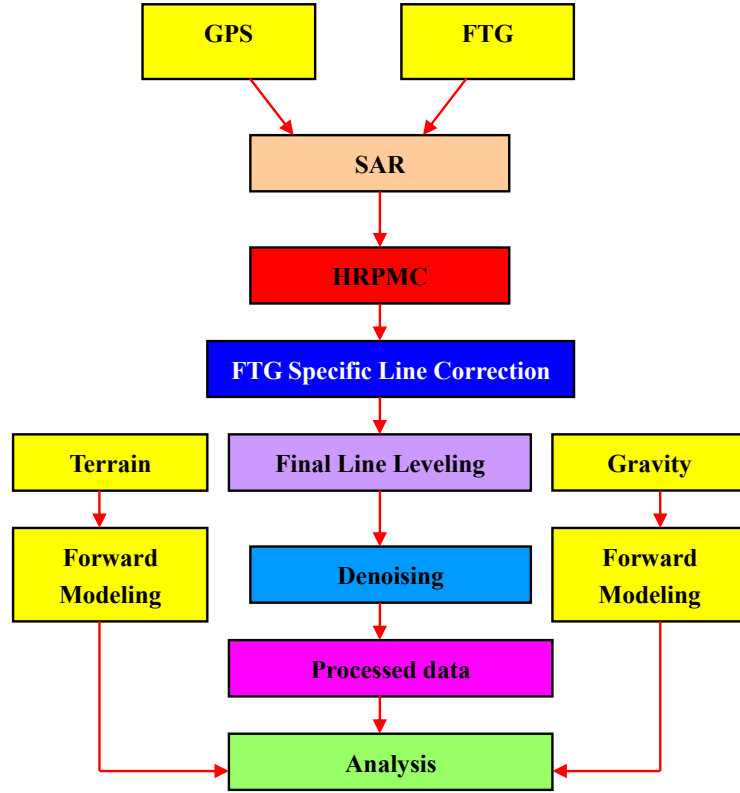 GPS
FTG
SAR
HRPMC
FTG Specific Line Correction
Terrain
Final Line Leveling
Gravity
Forward
Modeling
Denoising
Forward
Modeling
Processed data
Analysis